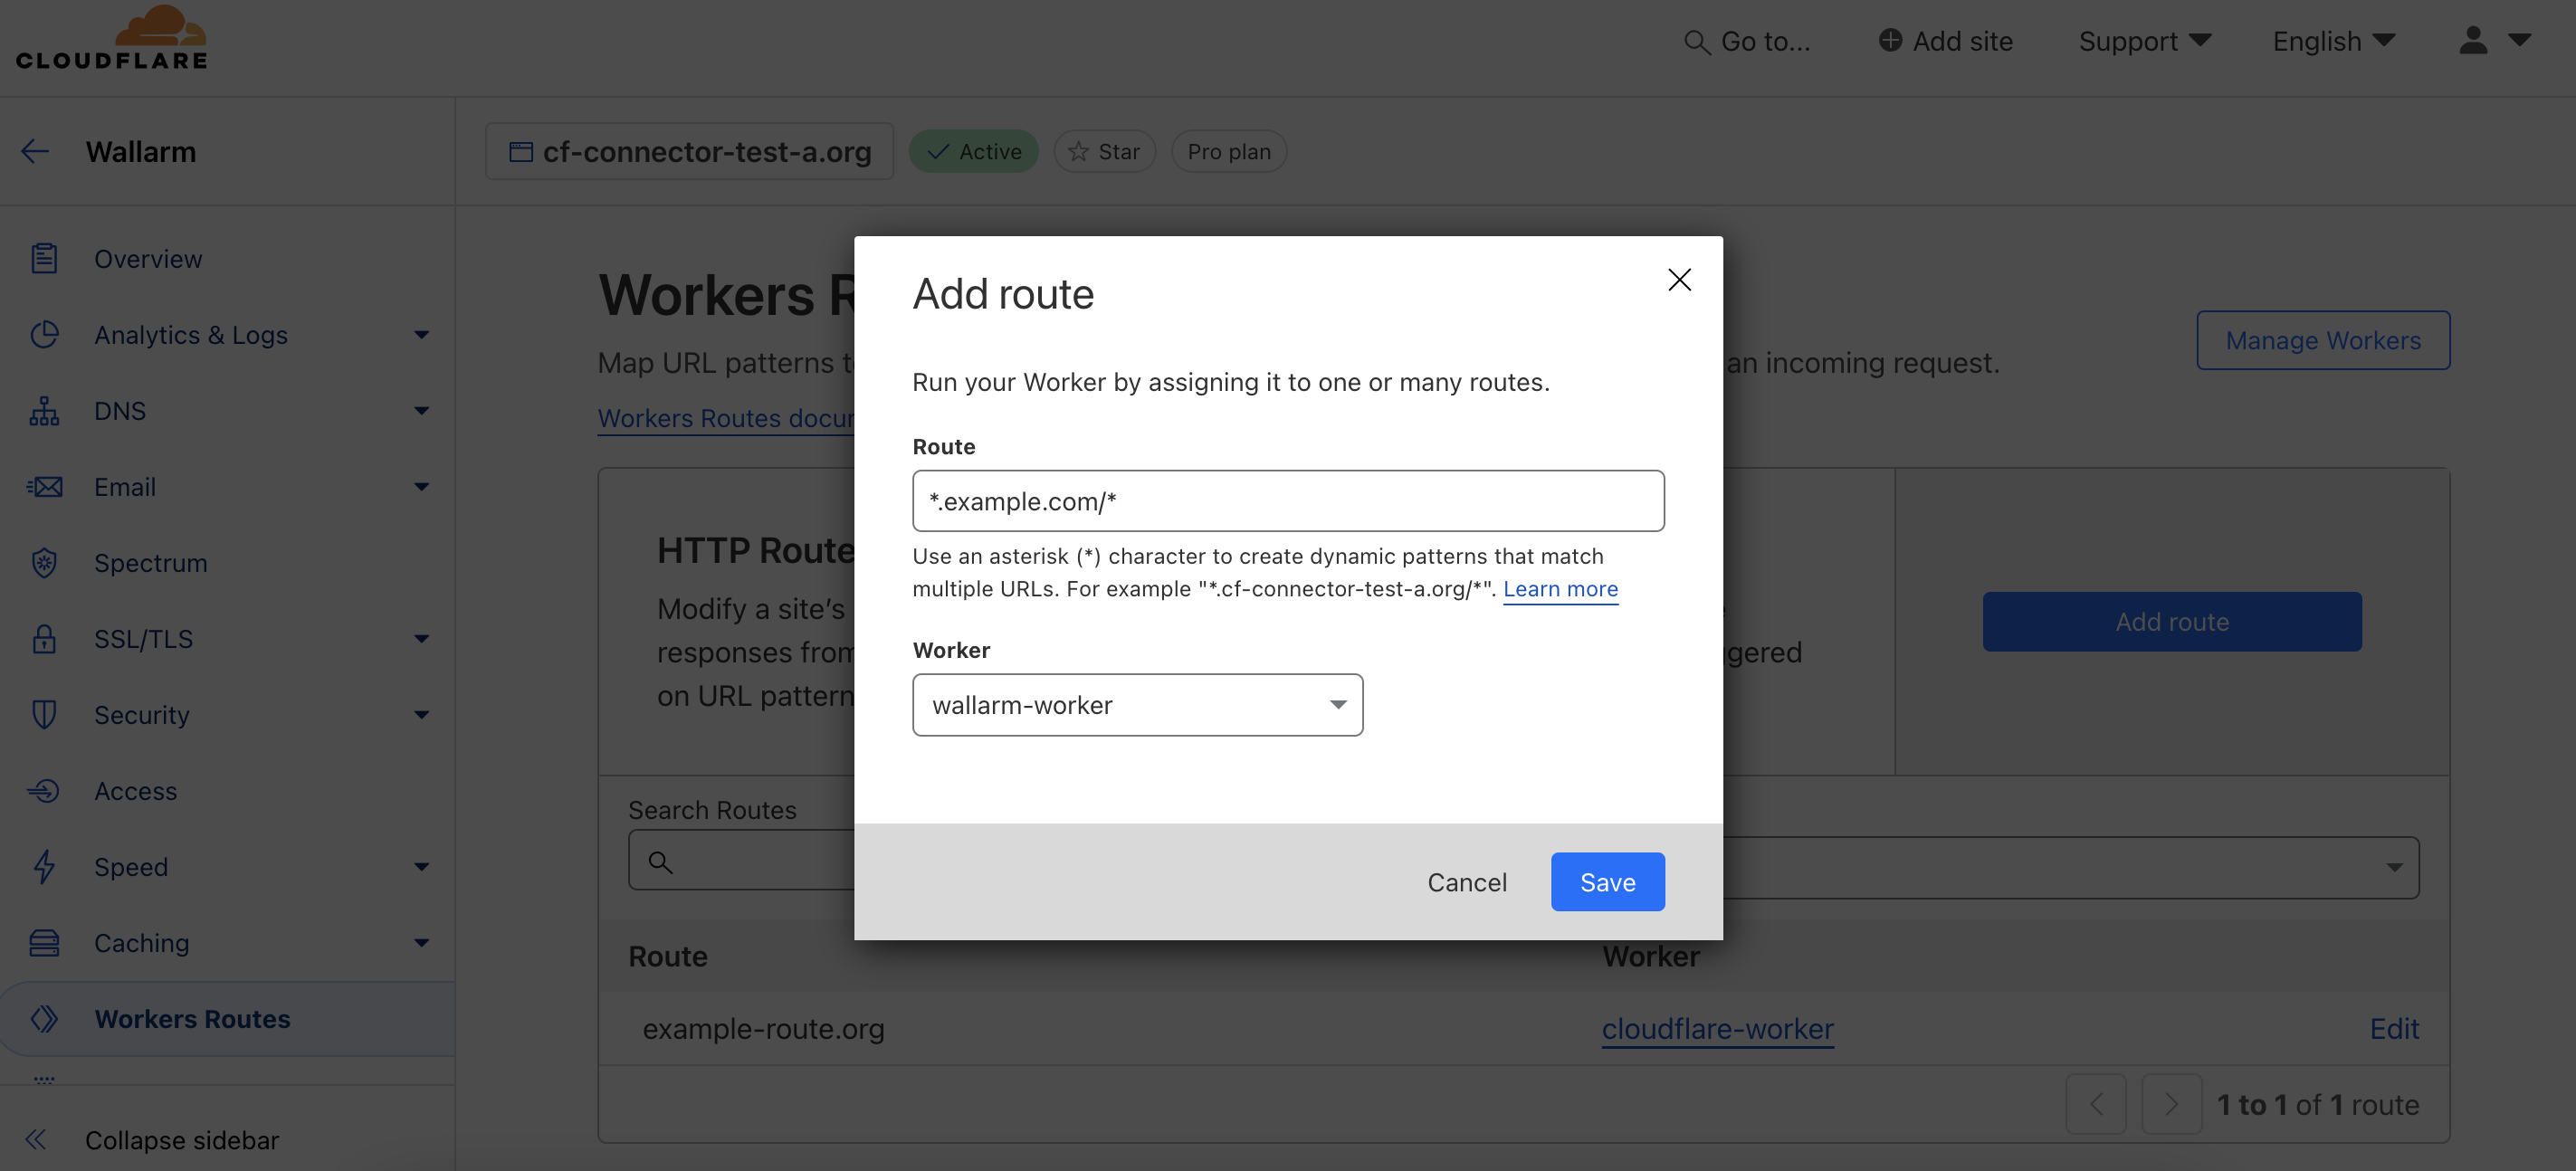 CLOUDFLARE
Go to...
Add site
Support
English
Wallarm
cf-connector-test-a.org
Active
Star
Pro plan
Overview
Analytics & Logs
DNS
Email
Spectrum
SSL/TLS
Security
Access
Speed
Caching
Workers Routes
Collapse sidebar
Workers R
Map URL patterns t
an incoming request.
Workers Routes docu
Manage Workers
HTTP Route
Modify a site's
responses from
ggered
on URL pattern
Add route
Search Routes
Route
Worker
example-route.org
cloudflare-worker
Edit
1 to 1 of 1 route
Add route
Run your Worker by assigning it to one or many routes.
Route
*.example.com/*
Use an asterisk (*) character to create dynamic patterns that match
multiple URLs. For example "*.cf-connector-test-a.org/*". Learn more
Worker
wallarm-worker
Cancel
Save